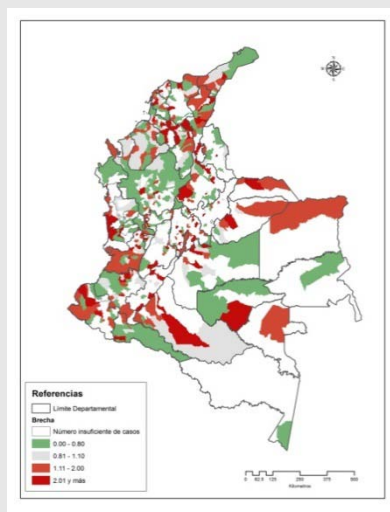 Referencias
Límite Departamental
Brecha
Número insuficiente de casos
0.00 - 0.80
0.81 - 1.10
1.11 - 2.00
2.01 y más
Kilometros